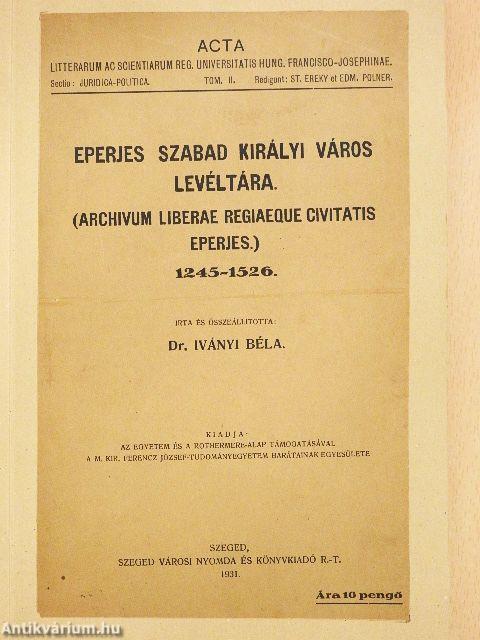 ACTA
LITTERARUM AC SCIENTIARUM REG. UNIVERSITATIS HUNG. FRANCISCO-JOSEPHINAE.
Sectio: JURIDICA-POLITICA. TOM. II. Redigunt: ST. EREKY et EDM. POLNER.
EPERJES SZABAD KIRÁLYI VÁROS
LEVÉLTÁRA.
(ARCHIVUM LIBERAE REGIAEQUE CIVITATIS
EPERJES.)
1245-1526.
IRTA ÉS ÖSSZEÁLLITOTTA:
Dr. IVÁNYI BÉLA.
KIADJA:
AZ EGYETEM ÉS A ROTHERMERE-ALAP TÁMOGATÁSÁVAL
A M. KIR. FERENCZ JÓZSEF-TUDOMÁNYEGYETEM BARÁTAINAK EGYESÜLETE
SZEGED,
SZEGED VÁROSI NYOMDA ÉS KÖNYVKIADÓ R.-T.
1931.
Ára 10 pengő
Antikvárium.hu